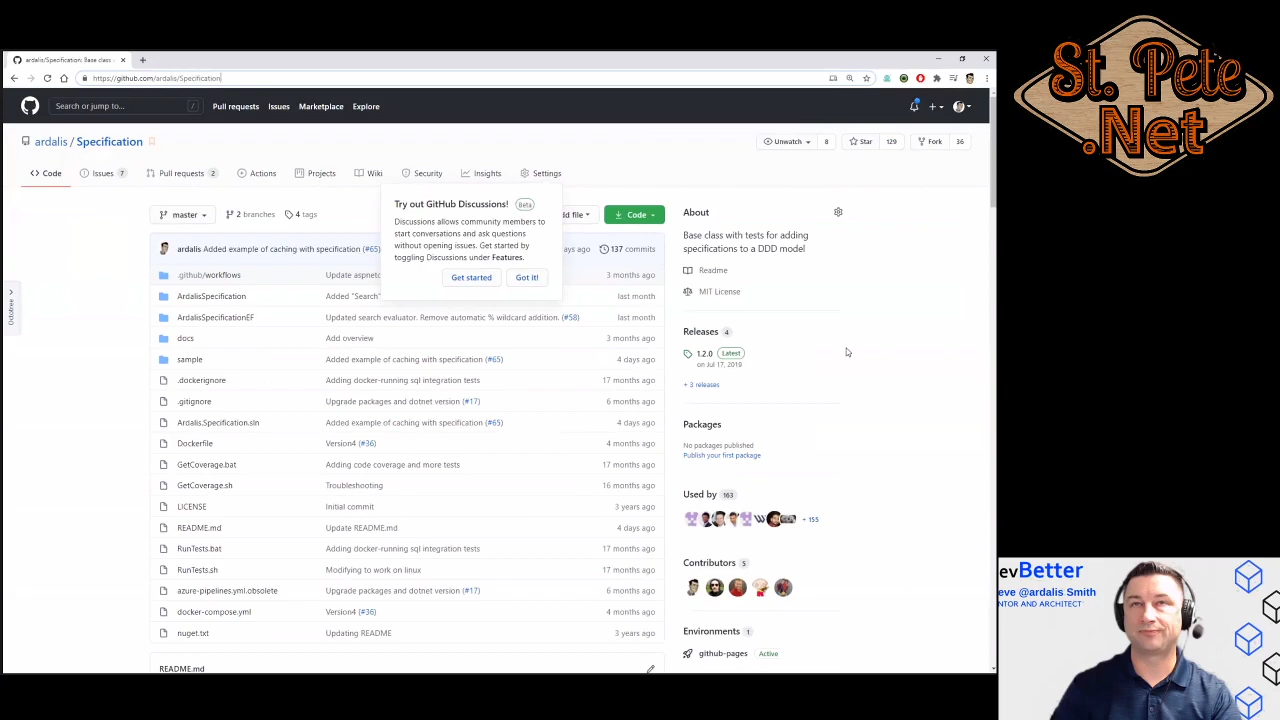 ardalis/Specification: Base class
https://github.com/ardalis/Specification
Search or jump to...
/
Pull requests
Issues
Marketplace
Explore
ardalis / Specification
Unwatch
8
Star
129
Fork
36
Code
Issues 7
Pull requests 2
Actions
Projects
Wiki
Security
Insights
Settings
master
2 branches
4 tags
dd file
Code
Try out GitHub Discussions! Beta
Discussions allows community members to
start conversations and ask questions
without opening issues. Get started by
toggling Discussions under Features.
Get started
Got it!
ardalis Added example of caching with specification (#65)
ays ago
137 commits
.github/workflows
Update aspnetc
3 months ago
ArdalisSpecification
Added "Search"
last month
ArdalisSpecificationEF
Updated search evaluator. Remove automatic % wildcard addition. (#58)
last month
docs
Add overview
3 months ago
sample
Added example of caching with specification (#65)
4 days ago
.dockerignore
Adding docker-running sql integration tests
17 months ago
.gitignore
Upgrade packages and dotnet version (#17)
6 months ago
Ardalis.Specification.sln
Added example of caching with specification (#65)
4 days ago
Dockerfile
Version4 (#36)
4 months ago
GetCoverage.bat
Adding code coverage and more tests
17 months ago
GetCoverage.sh
Troubleshooting
16 months ago
LICENSE
Initial commit
3 years ago
README.md
Update README.md
4 days ago
RunTests.bat
Adding docker-running sql integration tests
17 months ago
RunTests.sh
Modifying to work on linux
17 months ago
azure-pipelines.yml.obsolete
Upgrade packages and dotnet version (#17)
6 months ago
docker-compose.yml
Version4 (#36)
4 months ago
nuget.txt
Updating README
3 years ago
README.md
About
Base class with tests for adding
specifications to a DDD model
Readme
MIT License
Releases 4
1.2.0 Latest
on Jul 17, 2019
+ 3 releases
Packages
No packages published
Publish your first package
Used by 163
+ 155
Contributors 5
Environments 1
github-pages Active
Octotree
St. Pete
.Net
evBetter
eve @ardalis Smith
NTOR AND ARCHITECT